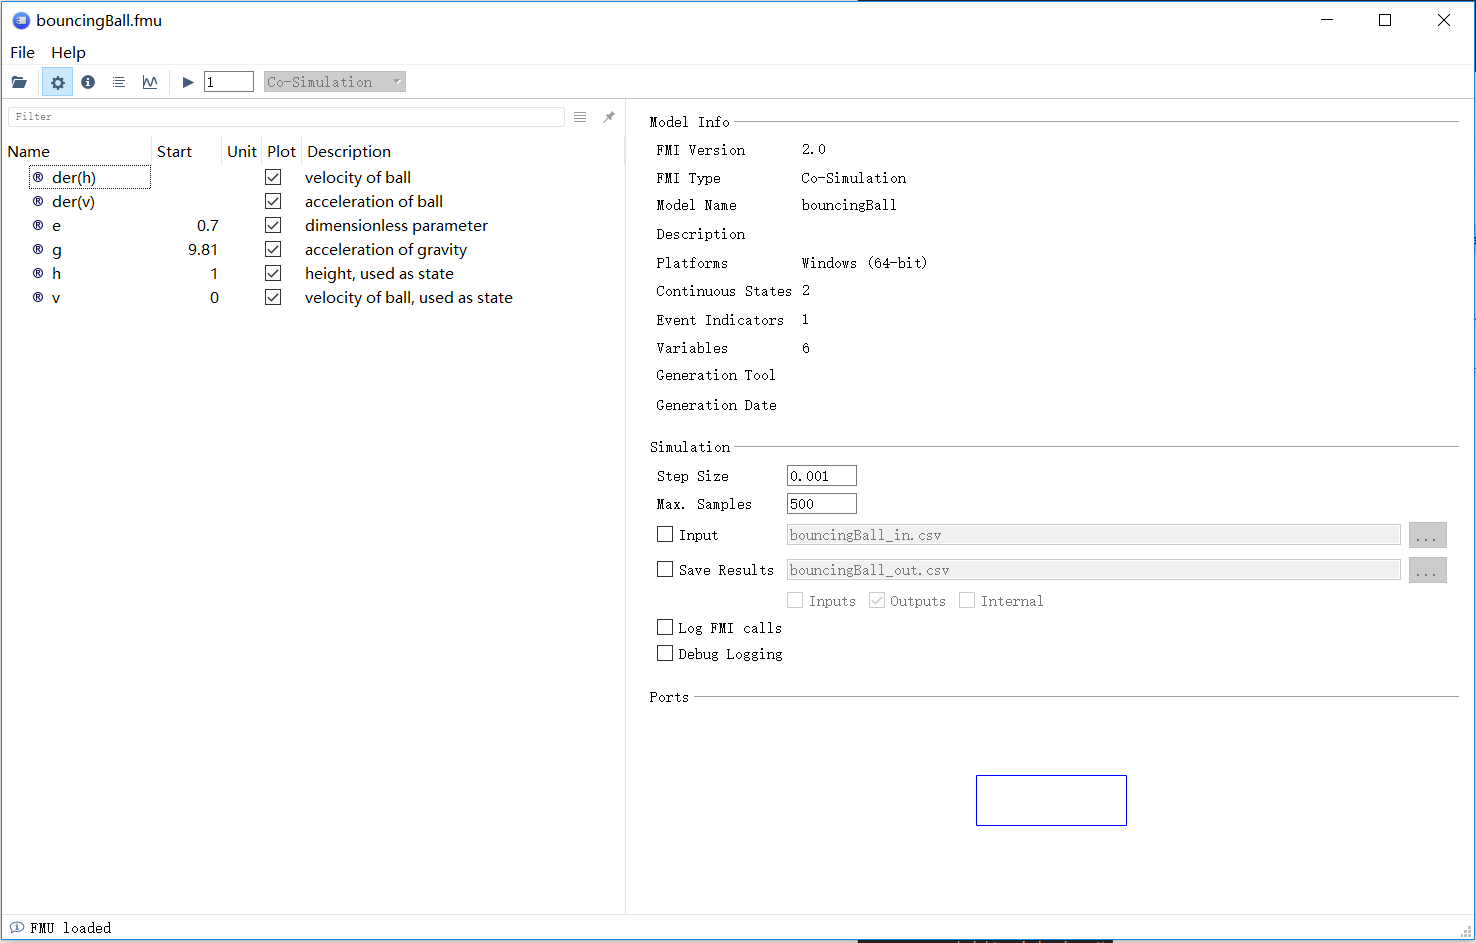 bouncingBall.fmu
File Help
1 Co-Simulation
Filter
Name Start Unit Plot Description
der(h) velocity of ball
der(v) acceleration of ball
e 0.7 dimensionless parameter
g 9.81 acceleration of gravity
h 1 height, used as state
v 0 velocity of ball, used as state
Model Info
FMI Version 2.0
FMI Type Co-Simulation
Model Name bouncingBall
Description
Platforms Windows (64-bit)
Continuous States 2
Event Indicators 1
Variables 6
Generation Tool
Generation Date
Simulation
Step Size 0.001
Max. Samples 500
Input bouncingBall_in.csv ...
Save Results bouncingBall_out.csv ...
Inputs Outputs Internal
Log FMI calls
Debug Logging
Ports
FMU loaded